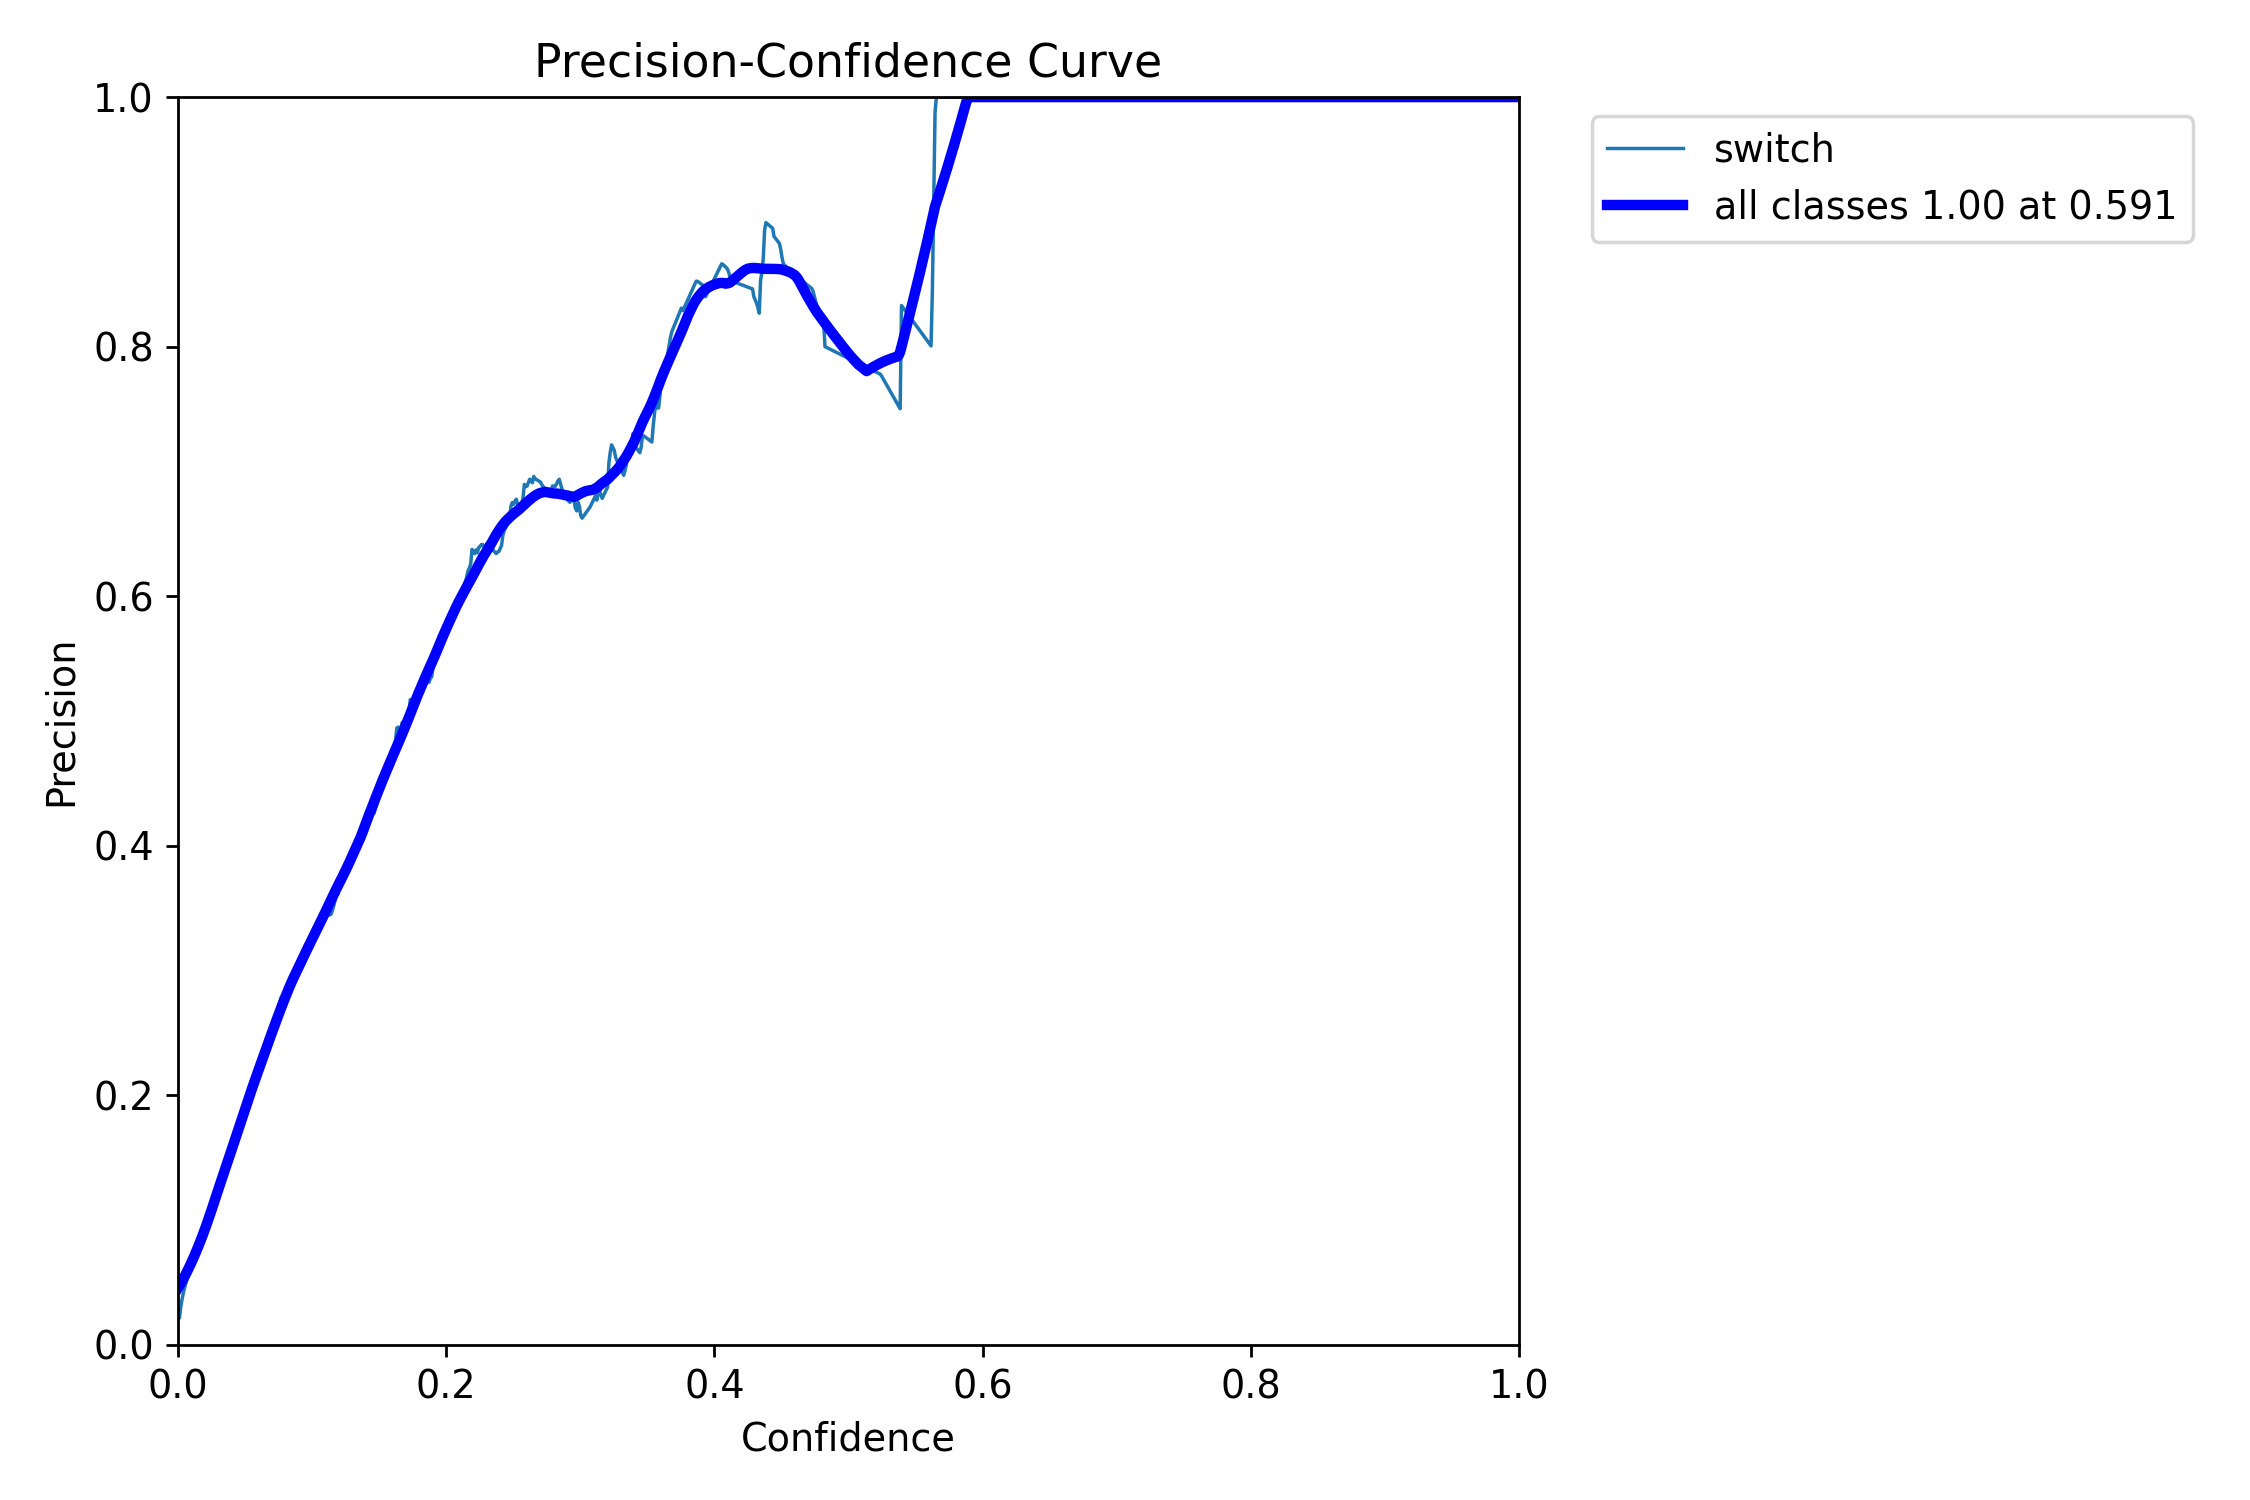 Precision-Confidence Curve
1.0
0.8
0.6
0.4
0.2
0.0
Precision
0.0 0.2 0.4 0.6 0.8 1.0
Confidence
switch
all classes 1.00 at 0.591